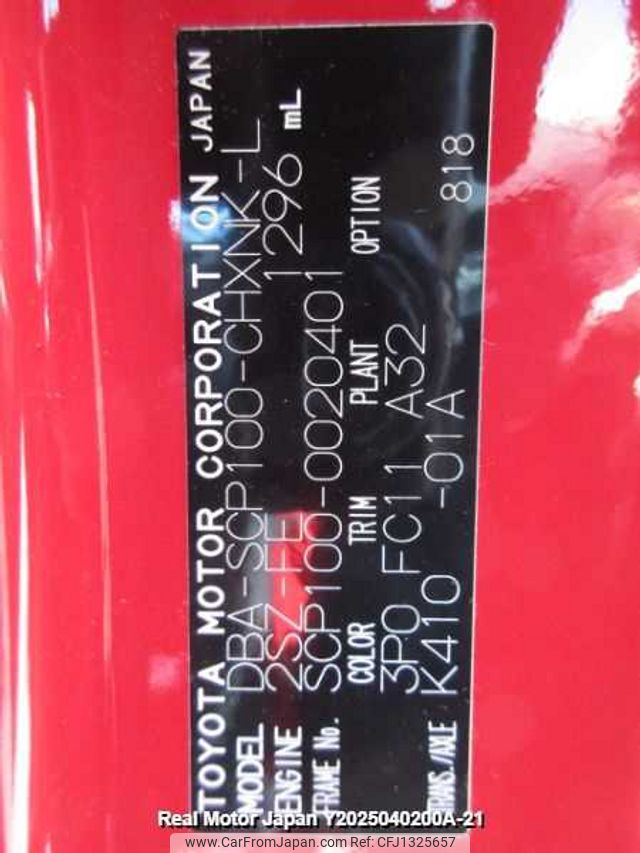 TOYOTA MOTOR CORPORATION JAPAN
MODEL DBA-SCP100-CHXNK-L
ENGINE 2SZ-FE 1296 mL
FRAME No. SCP100-0020401
COLOR TRIM PLANT OPTION
3P0 FC11 A32
TRANS./AXLE K410 -01A 818
Real Motor Japan Y2025040200A-21
www.CarFromJapan.com CFJ1325657